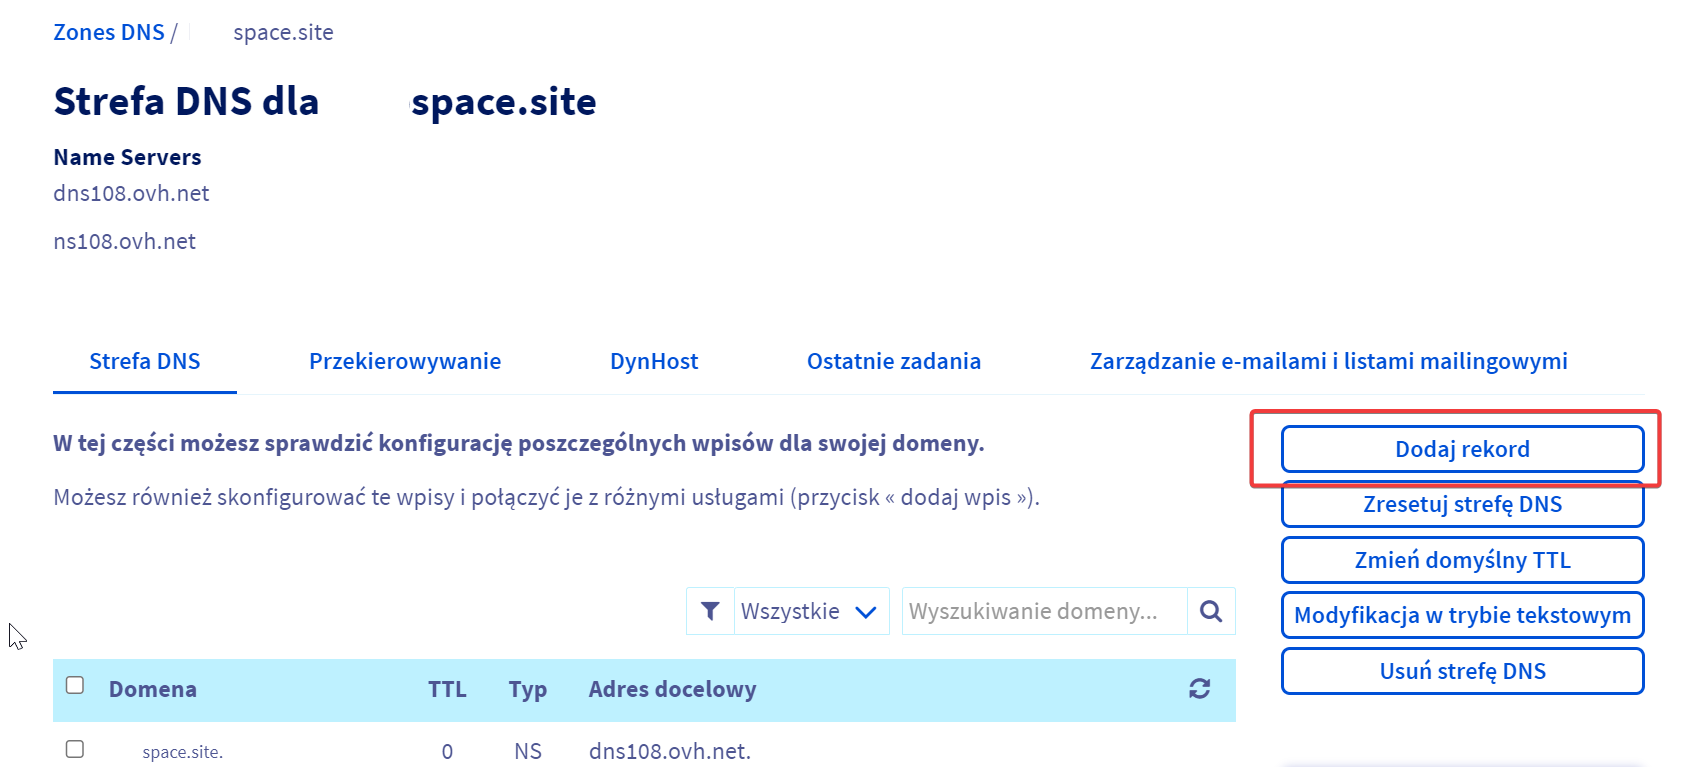 Zones DNS / space.site
Strefa DNS dla space.site
Name Servers
dns108.ovh.net
ns108.ovh.net
Strefa DNS Przekierowywanie DynHost Ostatnie zadania Zarządzanie e-mailami i listami mailingowymi
W tej części możesz sprawdzić konfigurację poszczególnych wpisów dla swojej domeny.
Możesz również skonfigurować te wpisy i połączyć je z różnymi usługami (przycisk « dodaj wpis »).
Dodaj rekord
Zresetuj strefę DNS
Zmień domyślny TTL
Modyfikacja w trybie tekstowym
Usuń strefę DNS
Wszystkie Wyszukiwanie domeny...
Domena TTL Typ Adres docelowy
space.site. 0 NS dns108.ovh.net.